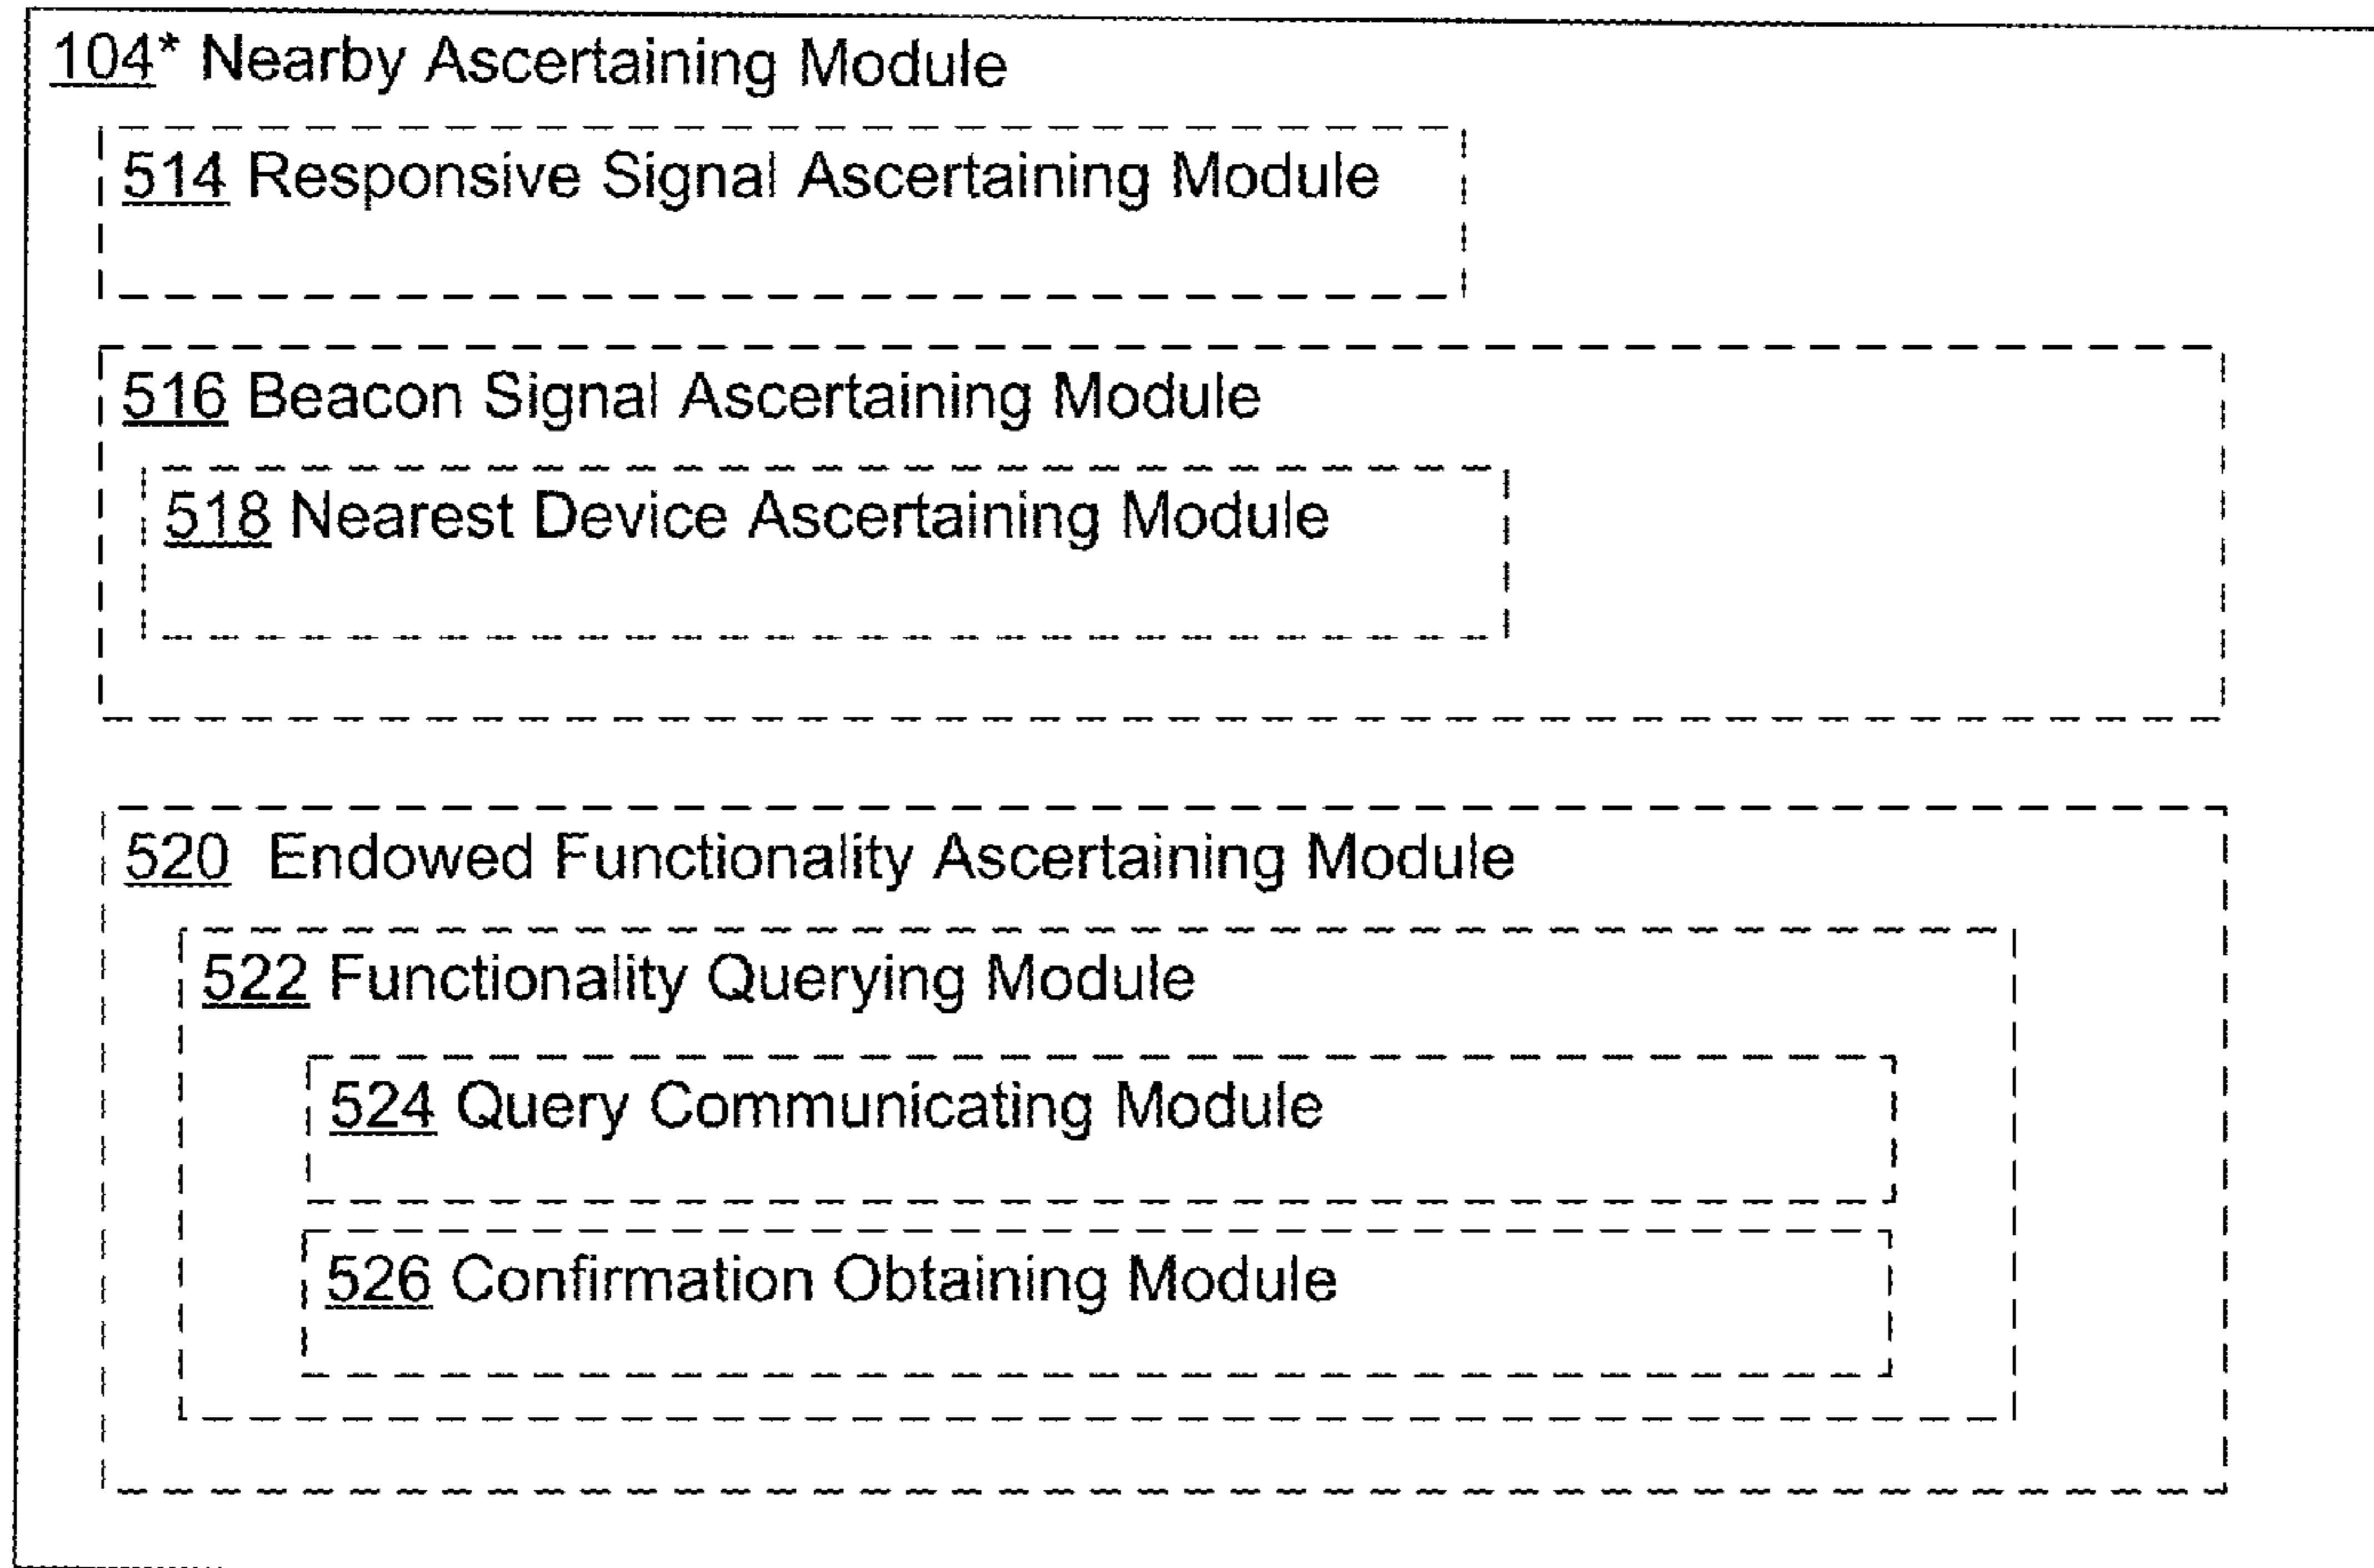 104* Nearby Ascertaining Module
514 Responsive Signal Ascertaining Module
516 Beacon Signal Ascertaining Module
518 Nearest Device Ascertaining Module
520 Endowed Functionality Ascertaining Module
522 Functionality Querying Module
524 Query Communicating Module
526 Confirmation Obtaining Module